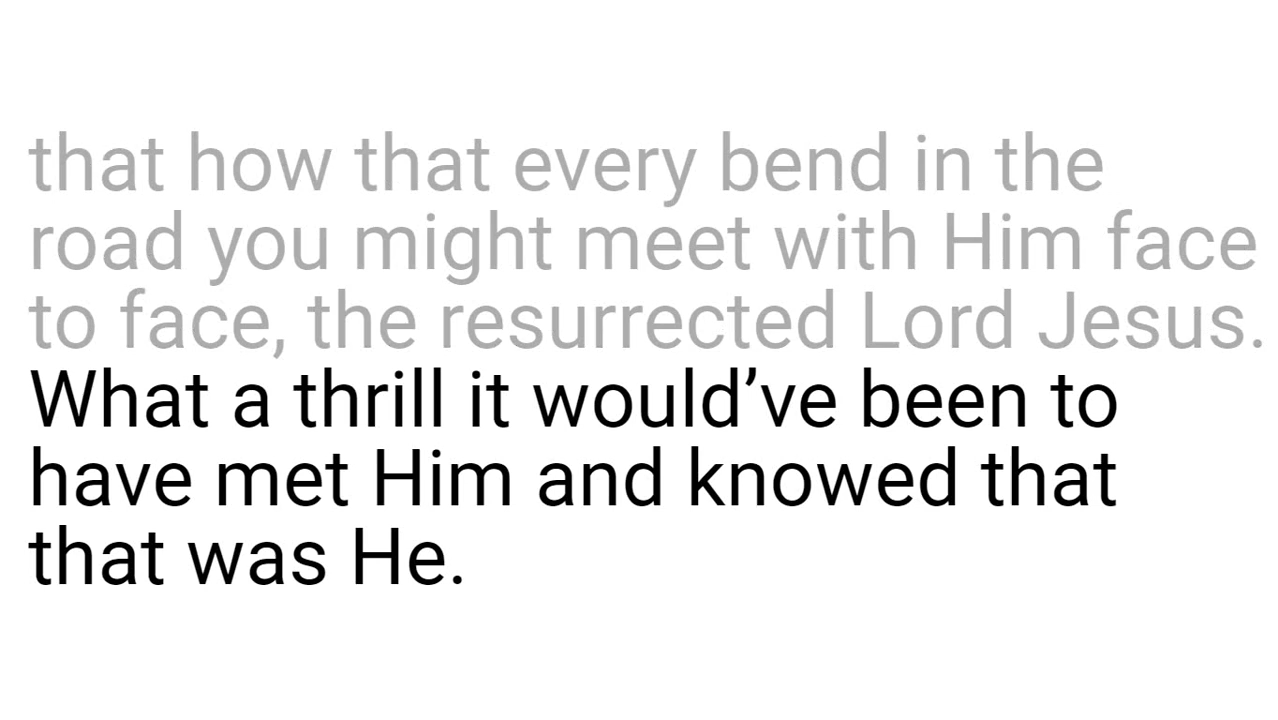 that how that every bend in the
road you might meet with Him face
to face, the resurrected Lord Jesus.
What a thrill it would’ve been to
have met Him and knowed that
that was He.